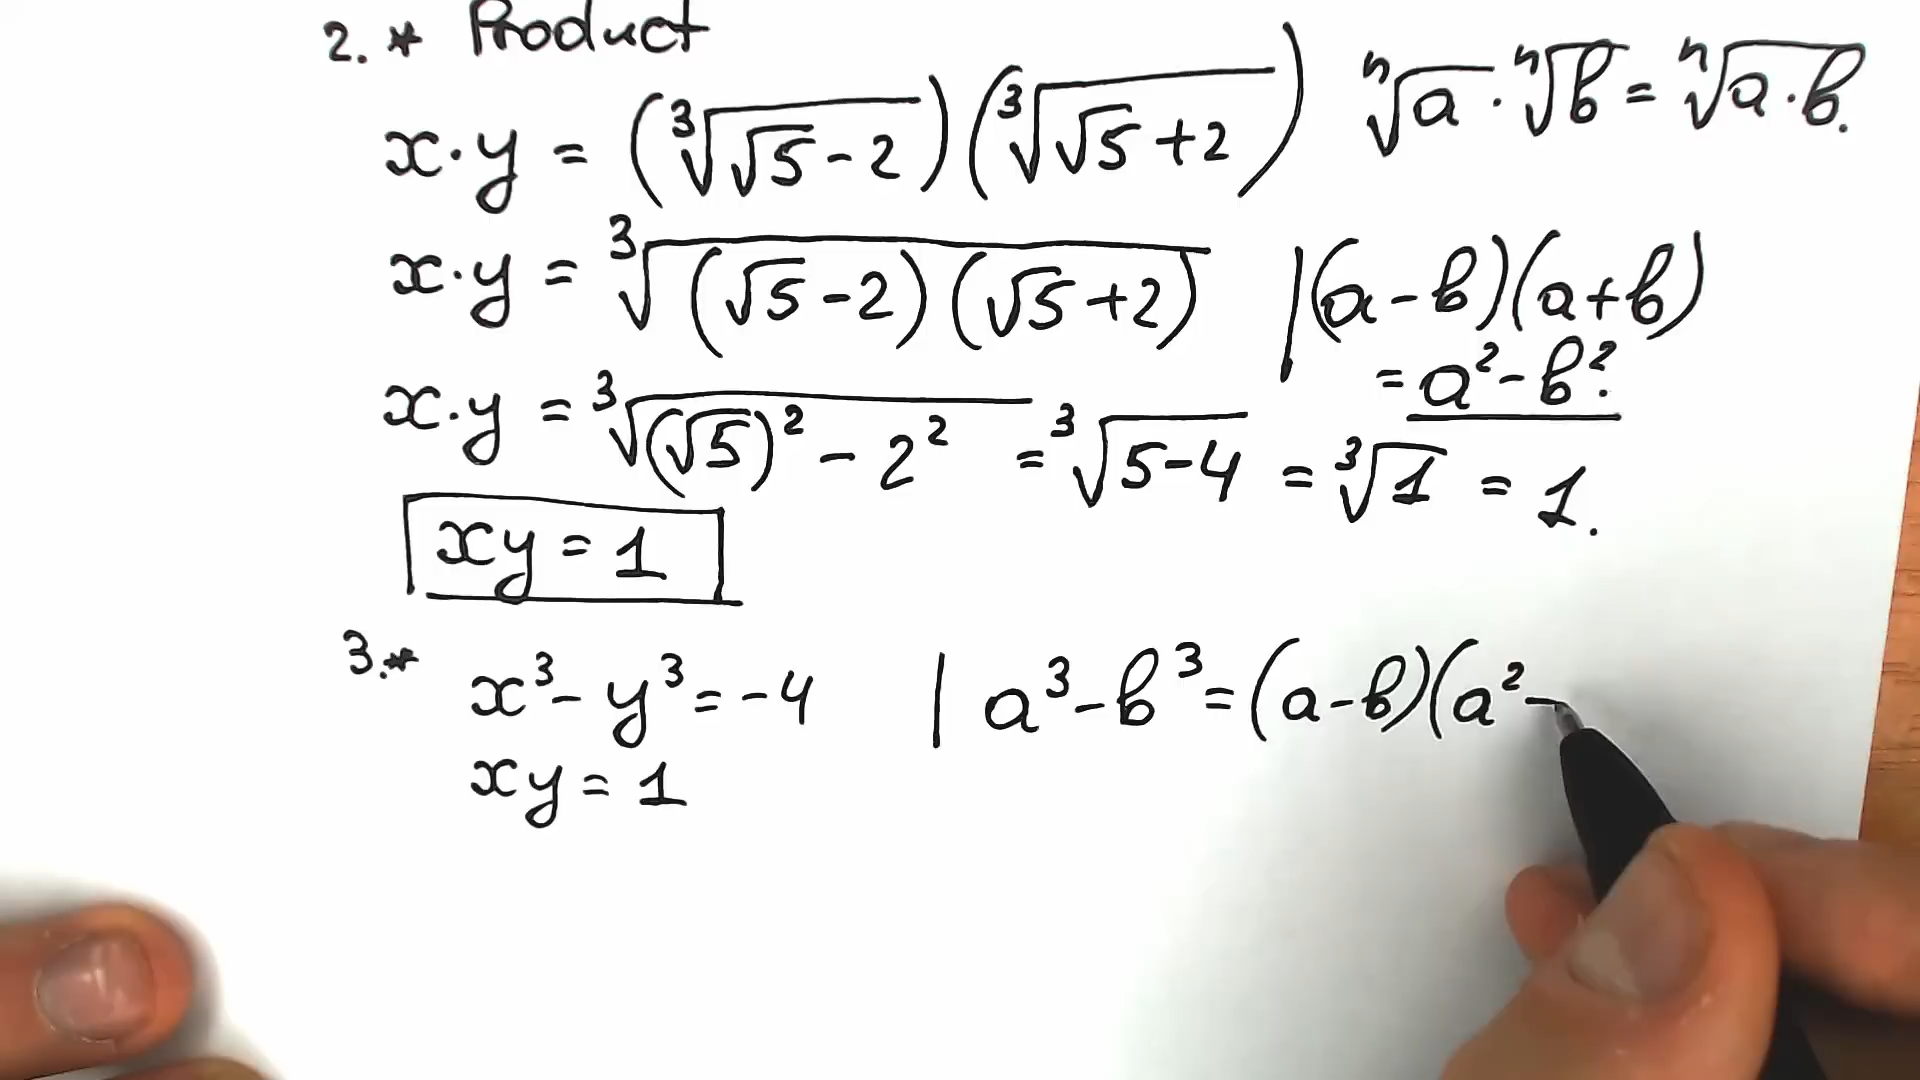 2. * Product
x·y = (∛(√5-2))(∛(√5+2)) ⁿ√a · ⁿ√b = ⁿ√(a·b).
x·y = ∛((√5-2)(√5+2)) |(a-b)(a+b)
= a²-b².
x·y = ∛((√5)²-2²) = ∛(5-4) = ∛1 = 1.
xy = 1
3.* x³-y³ = -4 | a³-b³ = (a-b)(a²-
xy = 1